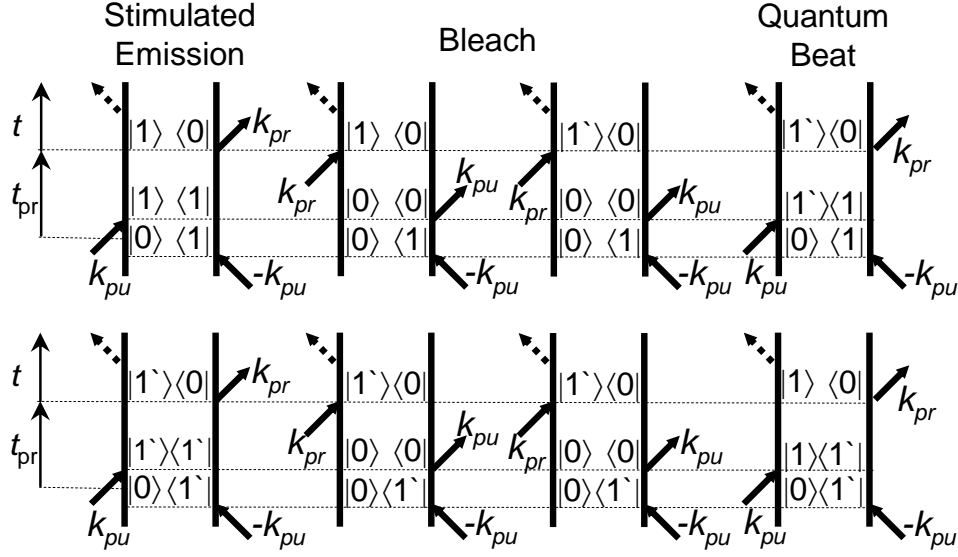 Stimulated
Emission
Bleach
Quantum
Beat
t
|1⟩ ⟨0|
k_pr
|1⟩ ⟨0|
|1`⟩⟨0|
|1`⟩⟨0|
k_pr
t_pr
|1⟩ ⟨1|
k_pr
|0⟩ ⟨0|
k_pu
k_pr
|0⟩ ⟨0|
k_pu
|1`⟩⟨1|
|0⟩ ⟨1|
|0⟩ ⟨1|
|0⟩ ⟨1|
|0⟩ ⟨1|
k_pu
-k_pu
-k_pu
-k_pu
k_pu
-k_pu
t
|1`⟩⟨0|
k_pr
|1`⟩⟨0|
|1`⟩⟨0|
|1⟩ ⟨0|
k_pr
t_pr
|1`⟩⟨1`|
k_pr
|0⟩ ⟨0|
k_pu
k_pr
|0⟩ ⟨0|
k_pu
|1⟩⟨1`|
|0⟩⟨1`|
|0⟩⟨1`|
|0⟩⟨1`|
|0⟩⟨1`|
k_pu
-k_pu
-k_pu
-k_pu
k_pu
-k_pu